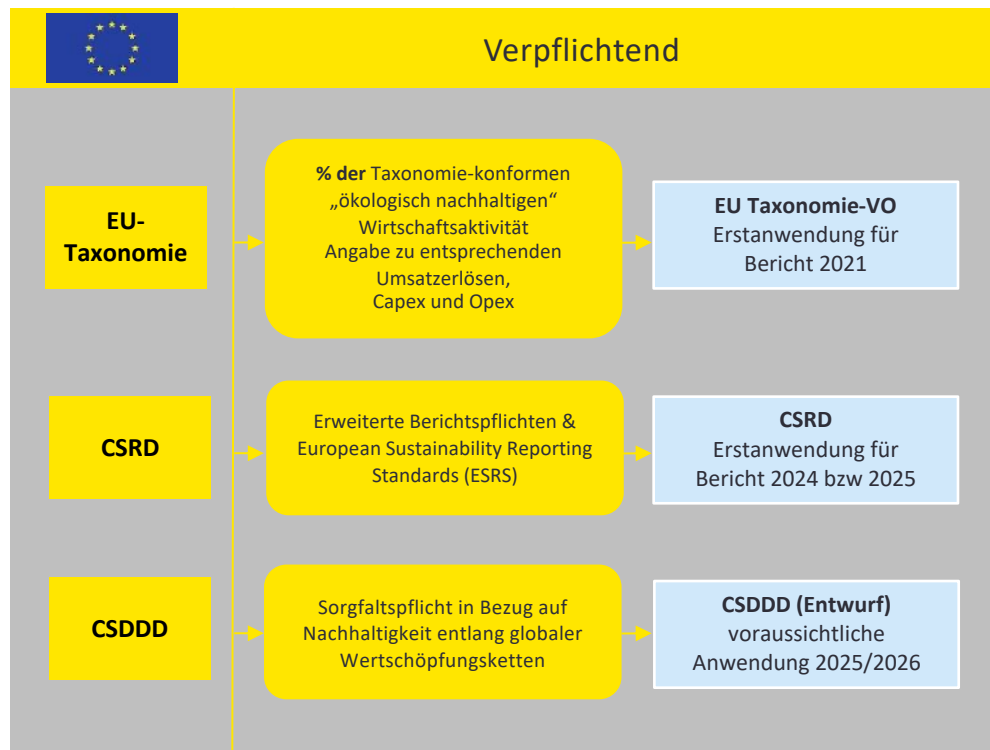 Verpflichtend
EU-
Taxonomie
% der Taxonomie-konformen
„ökologisch nachhaltigen“
Wirtschaftsaktivität
Angabe zu entsprechenden
Umsatzerlösen,
Capex und Opex
EU Taxonomie-VO
Erstanwendung für
Bericht 2021
CSRD
Erweiterte Berichtspflichten &
European Sustainability Reporting
Standards (ESRS)
CSRD
Erstanwendung für
Bericht 2024 bzw 2025
CSDDD
Sorgfaltspflicht in Bezug auf
Nachhaltigkeit entlang globaler
Wertschöpfungsketten
CSDDD (Entwurf)
voraussichtliche
Anwendung 2025/2026